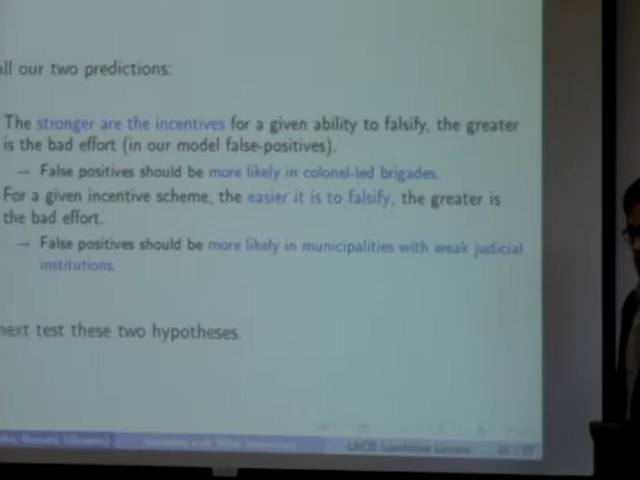 all our two predictions:
The stronger are the incentives for a given ability to falsify, the greater
is the bad effort (in our model false-positives).
→ False positives should be more likely in colonel-led brigades.
For a given incentive scheme, the easier it is to falsify, the greater is
the bad effort.
→ False positives should be more likely in municipalities with weak judicial
institutions.
next test these two hypotheses.